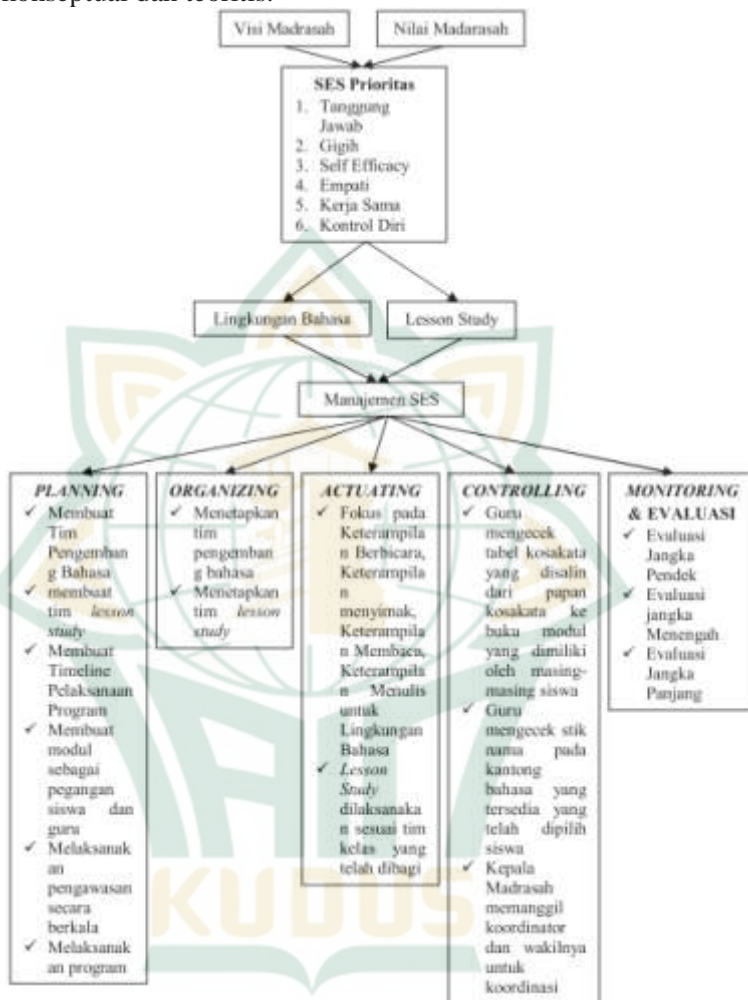 konseptual dan teoritis.
Visi Madrasah
Nilai Madarasah
SES Prioritas
1. Tanggung
Jawab
2. Gigih
3. Self Efficacy
4. Empati
5. Kerja Sama
6. Kontrol Diri
Lingkungan Bahasa
Lesson Study
Manajemen SES
PLANNING
✓ Membuat
Tim
Pengemban
g Bahasa
✓ membuat
tim lesson
study
✓ Membuat
Timeline
Pelaksanaan
Program
✓ Membuat
modul
sebagai
pegangan
siswa dan
guru
✓ Melaksanak
an
pengawasan
secara
berkala
✓ Melaksanak
an program
ORGANIZING
✓ Menetapkan
tim
pengemban
g bahasa
✓ Menetapkan
tim lesson
study
ACTUATING
✓ Fokus pada
Keterampila
n Berbicara,
Keterampila
n
menyimak,
Keterampila
n Membaca,
Keterampila
n Menulis
untuk
Lingkungan
Bahasa
✓ Lesson
Study
dilaksanaka
n sesuai tim
kelas yang
telah dibagi
CONTROLLING
✓ Guru
mengecek
tabel kosakata
yang disalin
dari papan
kosakata ke
buku modul
yang dimiliki
oleh masing-
masing siswa
✓ Guru
mengecek stik
nama pada
kantong
bahasa yang
tersedia yang
telah dipilih
siswa
✓ Kepala
Madrasah
memanggil
koordinator
dan wakilnya
untuk
koordinasi
MONITORING
& EVALUASI
✓ Evaluasi
Jangka
Pendek
✓ Evaluasi
jangka
Menengah
✓ Evaluasi
Jangka
Panjang
KUDUS